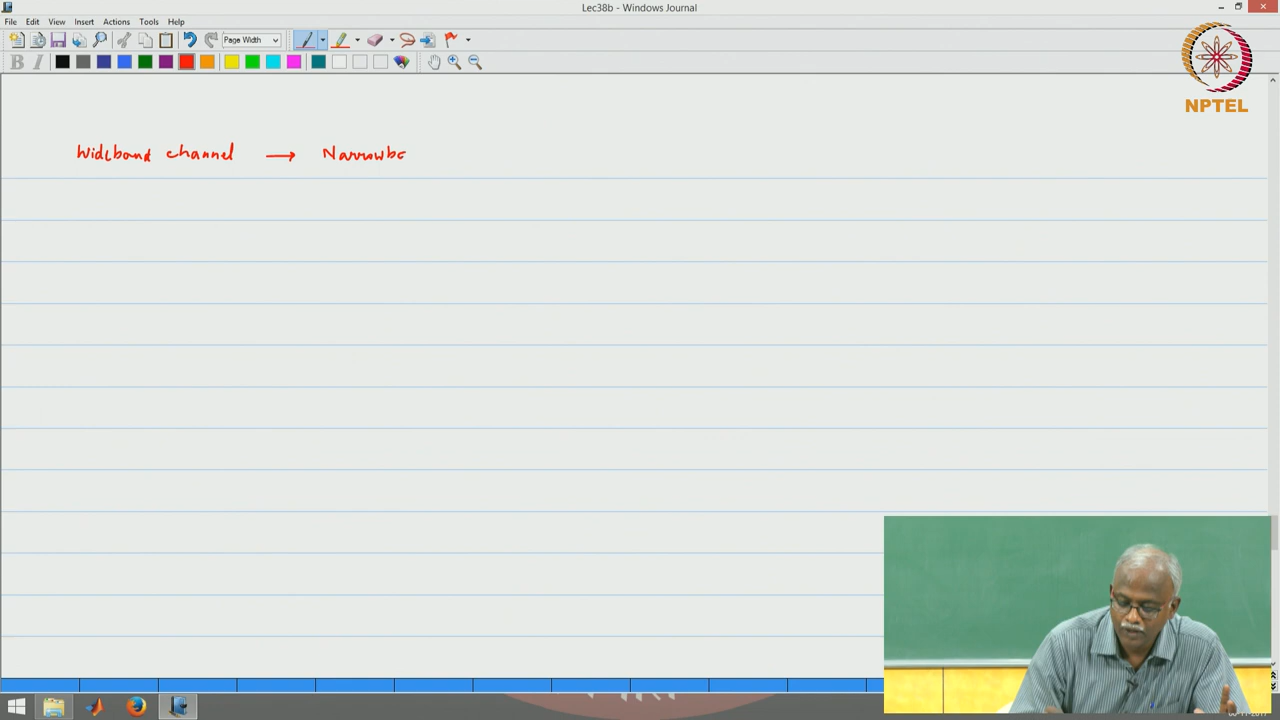 Lec38b - Windows Journal
File Edit View Insert Actions Tools Help
Page Width
B I
NPTEL
Wideband channel → Narrowba